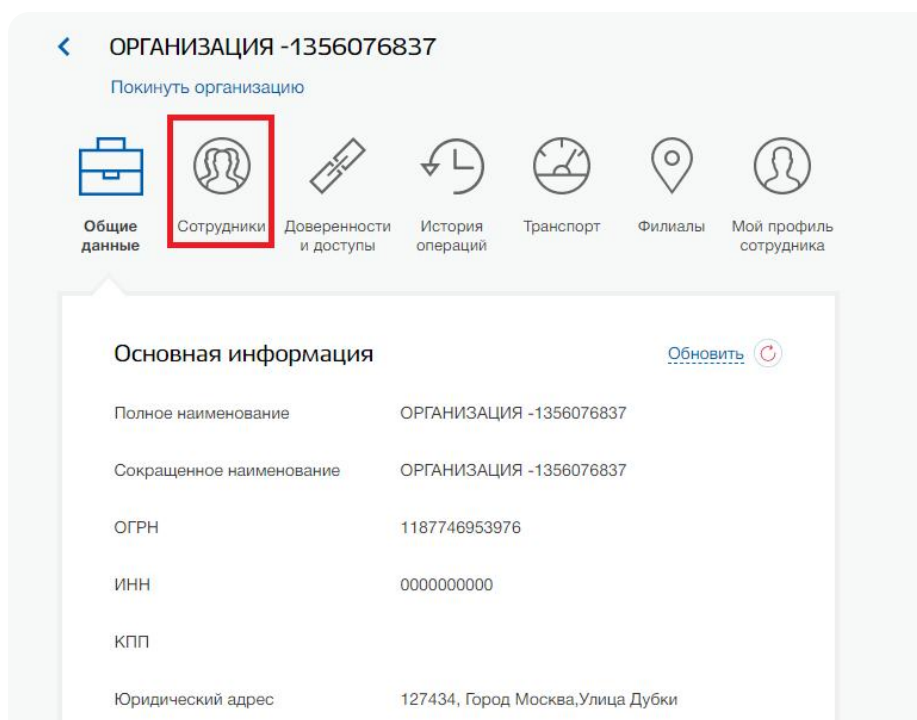 ОРГАНИЗАЦИЯ -1356076837
Покинуть организацию
Общие данные
Сотрудники
Доверенности и доступы
История операций
Транспорт
Филиалы
Мой профиль сотрудника
Основная информация
Обновить
Полное наименование ОРГАНИЗАЦИЯ -1356076837
Сокращенное наименование ОРГАНИЗАЦИЯ -1356076837
ОГРН 1187746953976
ИНН 0000000000
КПП
Юридический адрес 127434, Город Москва,Улица Дубки